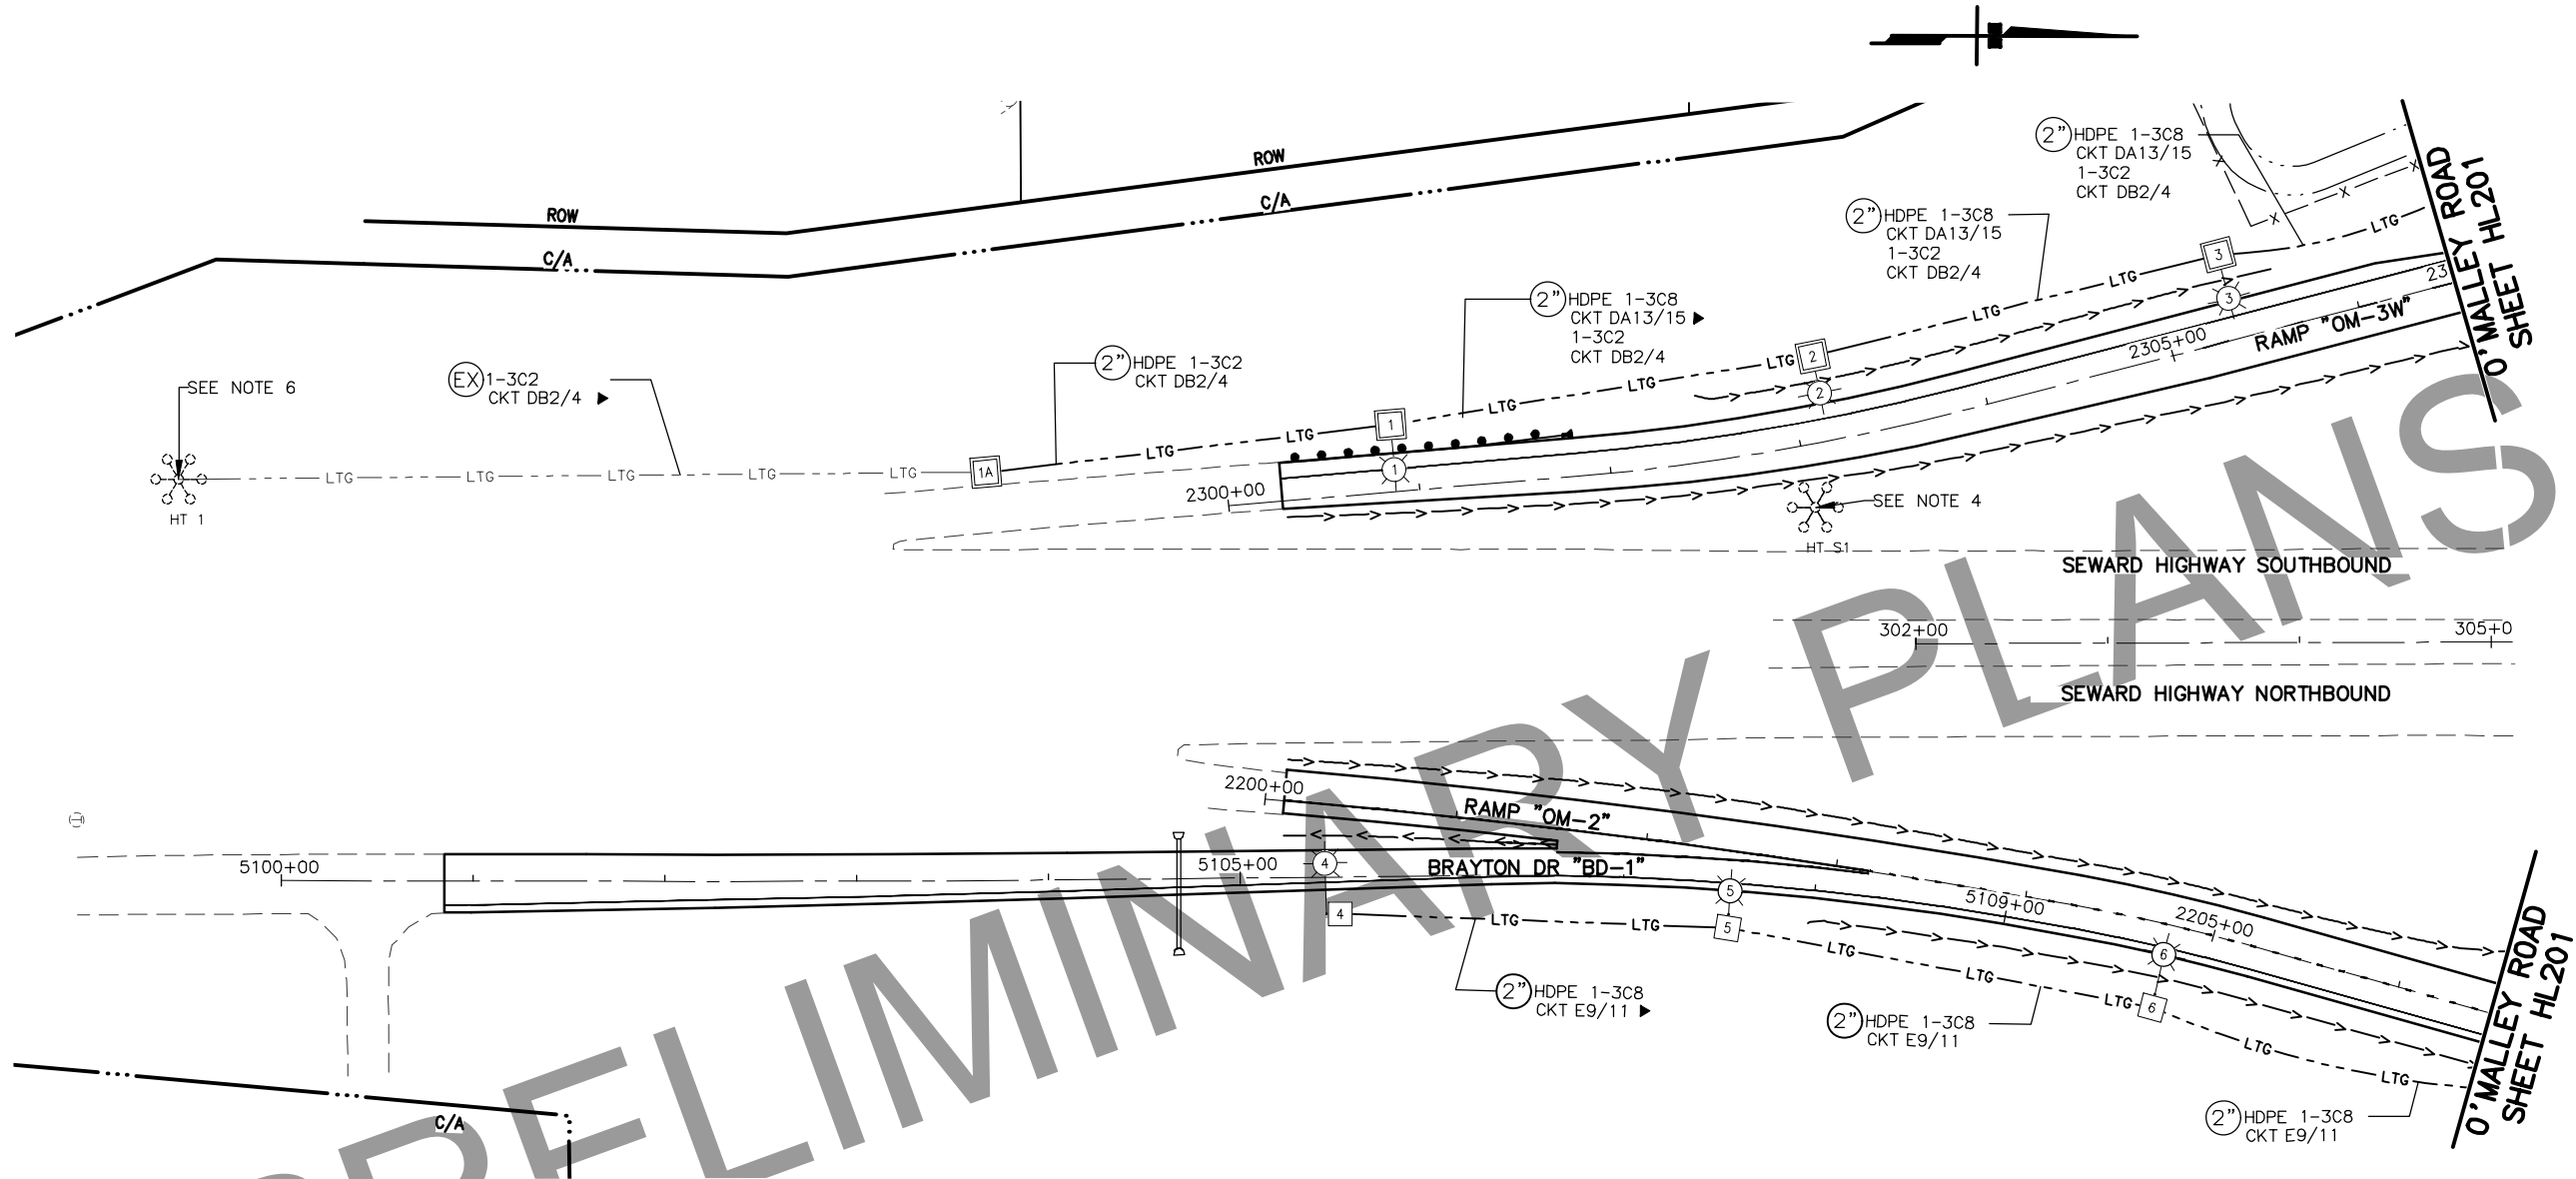 ROW
ROW
C/A
C/A
2" HDPE 1-3C8
CKT DA13/15
1-3C2
CKT DB2/4
2" HDPE 1-3C8
CKT DA13/15
1-3C2
CKT DB2/4
2" HDPE 1-3C8
CKT DA13/15
1-3C2
CKT DB2/4
2" HDPE 1-3C2
CKT DB2/4
EX 1-3C2
CKT DB2/4
SEE NOTE 6
HT 1
LTG
LTG
LTG
LTG
LTG
1A
LTG
LTG
1
LTG
LTG
LTG
2
LTG
LTG
3
LTG
1
2
3
2300+00
2305+00
23
RAMP "OM-3W"
O'MALLEY ROAD
SHEET HL201
SEE NOTE 4
HT S1
SEWARD HIGHWAY SOUTHBOUND
302+00
305+0
SEWARD HIGHWAY NORTHBOUND
2200+00
RAMP "OM-2"
5100+00
5105+00
4
BRAYTON DR "BD-1"
5
5109+00
2205+00
6
4
LTG
LTG
5
LTG
LTG
LTG
6
LTG
LTG
2" HDPE 1-3C8
CKT E9/11
2" HDPE 1-3C8
CKT E9/11
2" HDPE 1-3C8
CKT E9/11
O'MALLEY ROAD
SHEET HL201
C/A
PRELIMINARY PLANS